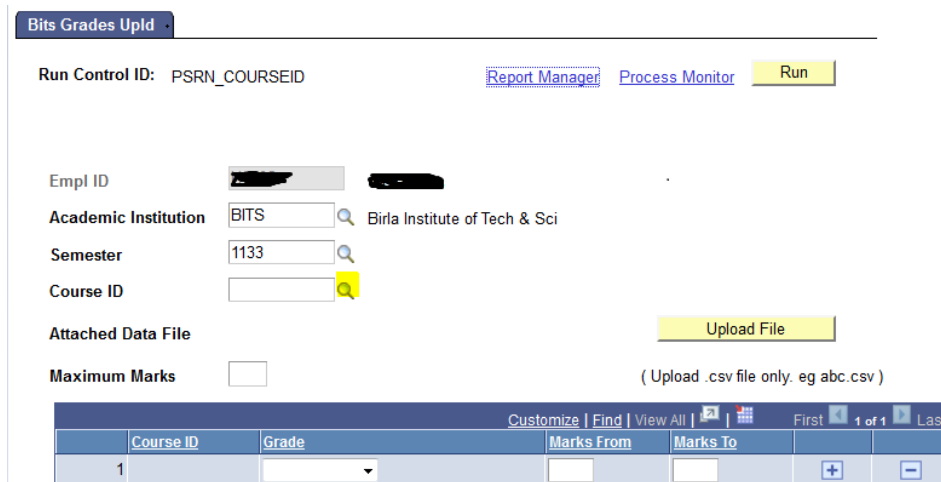 Bits Grades Upld
Run Control ID: PSRN_COURSEID Report Manager Process Monitor Run
Empl ID
Academic Institution BITS Birla Institute of Tech & Sci
Semester 1133
Course ID
Attached Data File Upload File
Maximum Marks ( Upload .csv file only. eg abc.csv )
Customize | Find | View All | | First 1 of 1 Las
Course ID Grade Marks From Marks To
1